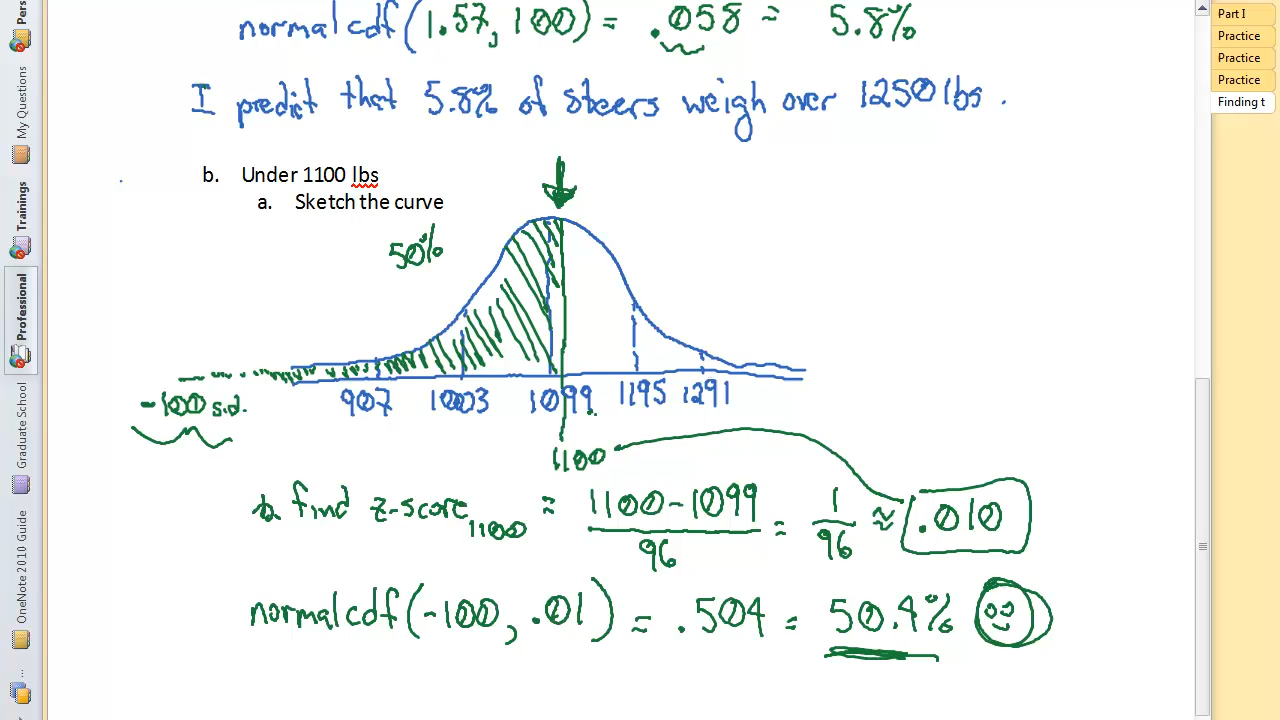 normalcdf(1.57, 100) = .058 = 5.8%
I predict that 5.8% of steers weigh over 1250 lbs.
b. Under 1100 lbs
a. Sketch the curve
50%
907 1003 1099 1195 1291
-100 s.d.
1100
b. find z-score 1100 = 1100-1099 / 96 = 1/96 ≈ .010
normalcdf(-100, .01) = .504 = 50.4%
Part I
Practice
Practice
Practice
Finding t
Pers
My Questions
Trainings
Professional
Graduate School
OneNote 2010 Guide
...